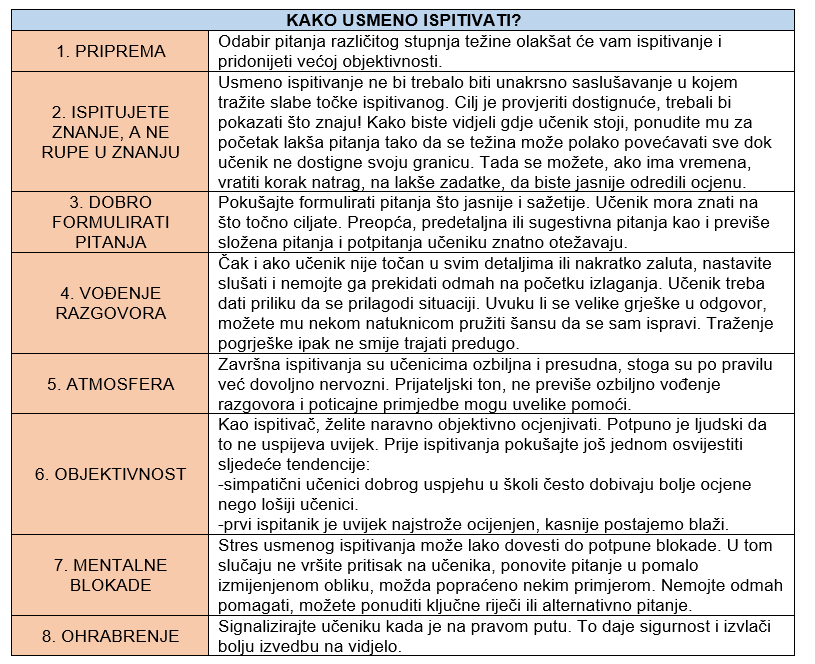 KAKO USMENO ISPITIVATI?
1. PRIPREMA
Odabir pitanja različitog stupnja težine olakšat će vam ispitivanje i
pridonijeti većoj objektivnosti.
2. ISPITUJETE
ZNANJE, A NE
RUPE U ZNANJU
Usmeno ispitivanje ne bi trebalo biti unakrsno saslušavanje u kojem
tražite slabe točke ispitivanog. Cilj je provjeriti dostignuće, trebali bi
pokazati što znaju! Kako biste vidjeli gdje učenik stoji, ponudite mu za
početak lakša pitanja tako da se težina može polako povećavati sve dok
učenik ne dostigne svoju granicu. Tada se možete, ako ima vremena,
vratiti korak natrag, na lakše zadatke, da biste jasnije odredili ocjenu.
3. DOBRO
FORMULIRATI
PITANJA
Pokušajte formulirati pitanja što jasnije i sažetije. Učenik mora znati na
što točno ciljate. Preopća, predetaljna ili sugestivna pitanja kao i previše
složena pitanja i potpitanja učeniku znatno otežavaju.
4. VOĐENJE
RAZGOVORA
Čak i ako učenik nije točan u svim detaljima ili nakratko zaluta, nastavite
slušati i nemojte ga prekidati odmah na početku izlaganja. Učenik treba
dati priliku da se prilagodi situaciji. Uvuku li se velike grješke u odgovor,
možete mu nekom natuknicom pružiti šansu da se sam ispravi. Traženje
pogrješke ipak ne smije trajati predugo.
5. ATMOSFERA
Završna ispitivanja su učenicima ozbiljna i presudna, stoga su po pravilu
već dovoljno nervozni. Prijateljski ton, ne previše ozbiljno vođenje
razgovora i poticajne primjedbe mogu uvelike pomoći.
6. OBJEKTIVNOST
Kao ispitivač, želite naravno objektivno ocjenjivati. Potpuno je ljudski da
to ne uspijeva uvijek. Prije ispitivanja pokušajte još jednom osvijestiti
sljedeće tendencije:
-simpatični učenici dobrog uspjehu u školi često dobivaju bolje ocjene
nego lošiji učenici.
-prvi ispitanik je uvijek najstrože ocijenjen, kasnije postajemo blaži.
7. MENTALNE
BLOKADE
Stres usmenog ispitivanja može lako dovesti do potpune blokade. U tom
slučaju ne vršite pritisak na učenika, ponovite pitanje u pomalo
izmijenjenom obliku, možda popraćeno nekim primjerom. Nemojte odmah
pomagati, možete ponuditi ključne riječi ili alternativno pitanje.
8. OHRABRENJE
Signalizirajte učeniku kada je na pravom putu. To daje sigurnost i izvlači
bolju izvedbu na vidjelo.